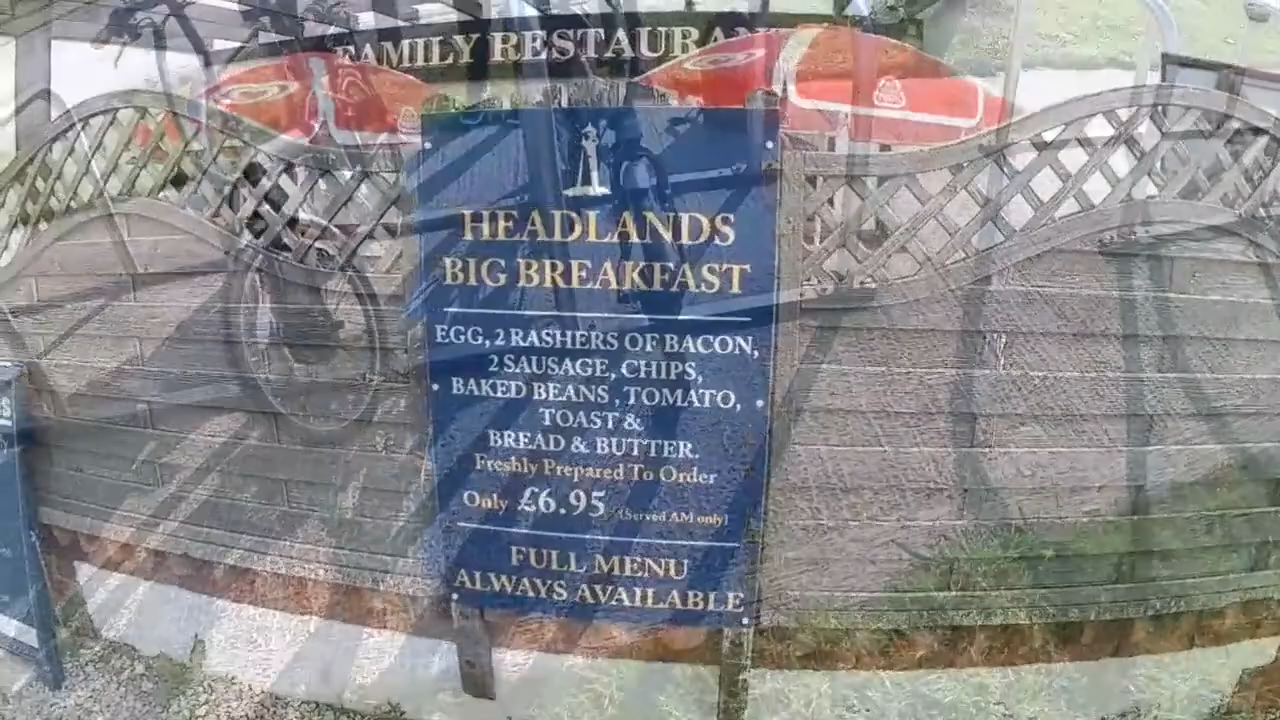 FAMILY RESTAURANT
HEADLANDS
BIG BREAKFAST
EGG, 2 RASHERS OF BACON,
2 SAUSAGE, CHIPS,
BAKED BEANS, TOMATO,
TOAST &
BREAD & BUTTER.
Freshly Prepared To Order
Only £6.95 (Served AM only)
FULL MENU
ALWAYS AVAILABLE